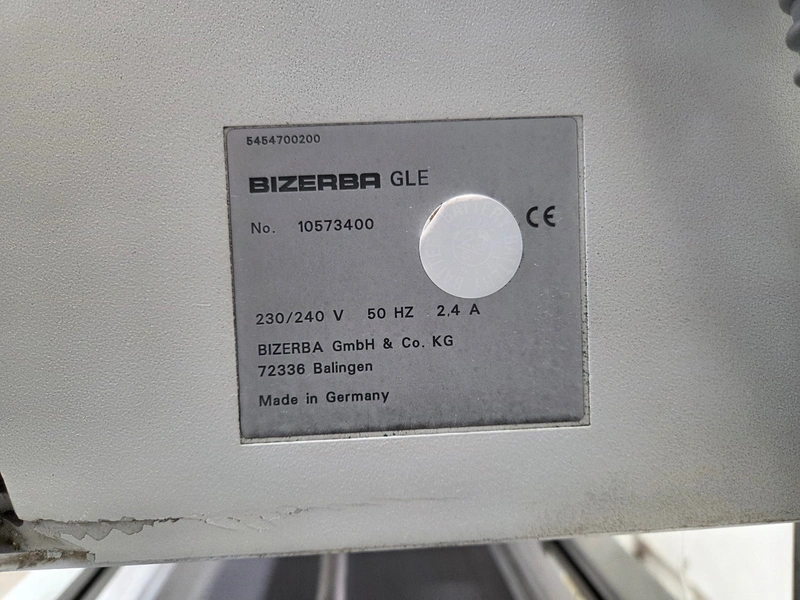 5454700200
BIZERBA GLE
No. 10573400
CE
230/240 V 50 HZ 2,4 A
BIZERBA GmbH & Co. KG
72336 Balingen
Made in Germany